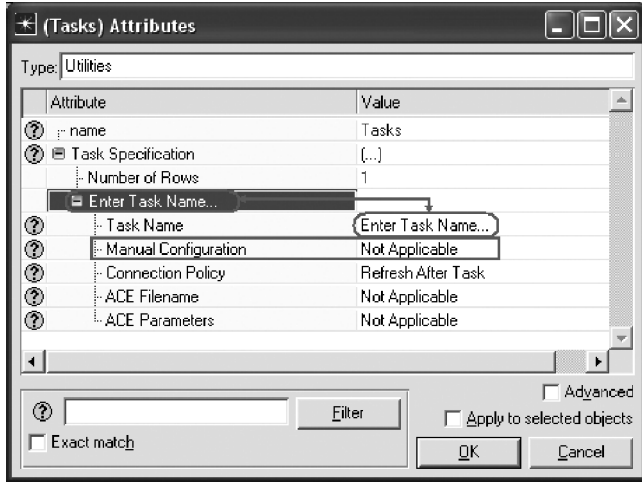 (Tasks) Attributes
Type: Utilities
Attribute Value
name Tasks
Task Specification (...)
Number of Rows 1
Enter Task Name...
Task Name Enter Task Name...
Manual Configuration Not Applicable
Connection Policy Refresh After Task
ACE Filename Not Applicable
ACE Parameters Not Applicable
Advanced
Filter
Apply to selected objects
Exact match
OK Cancel